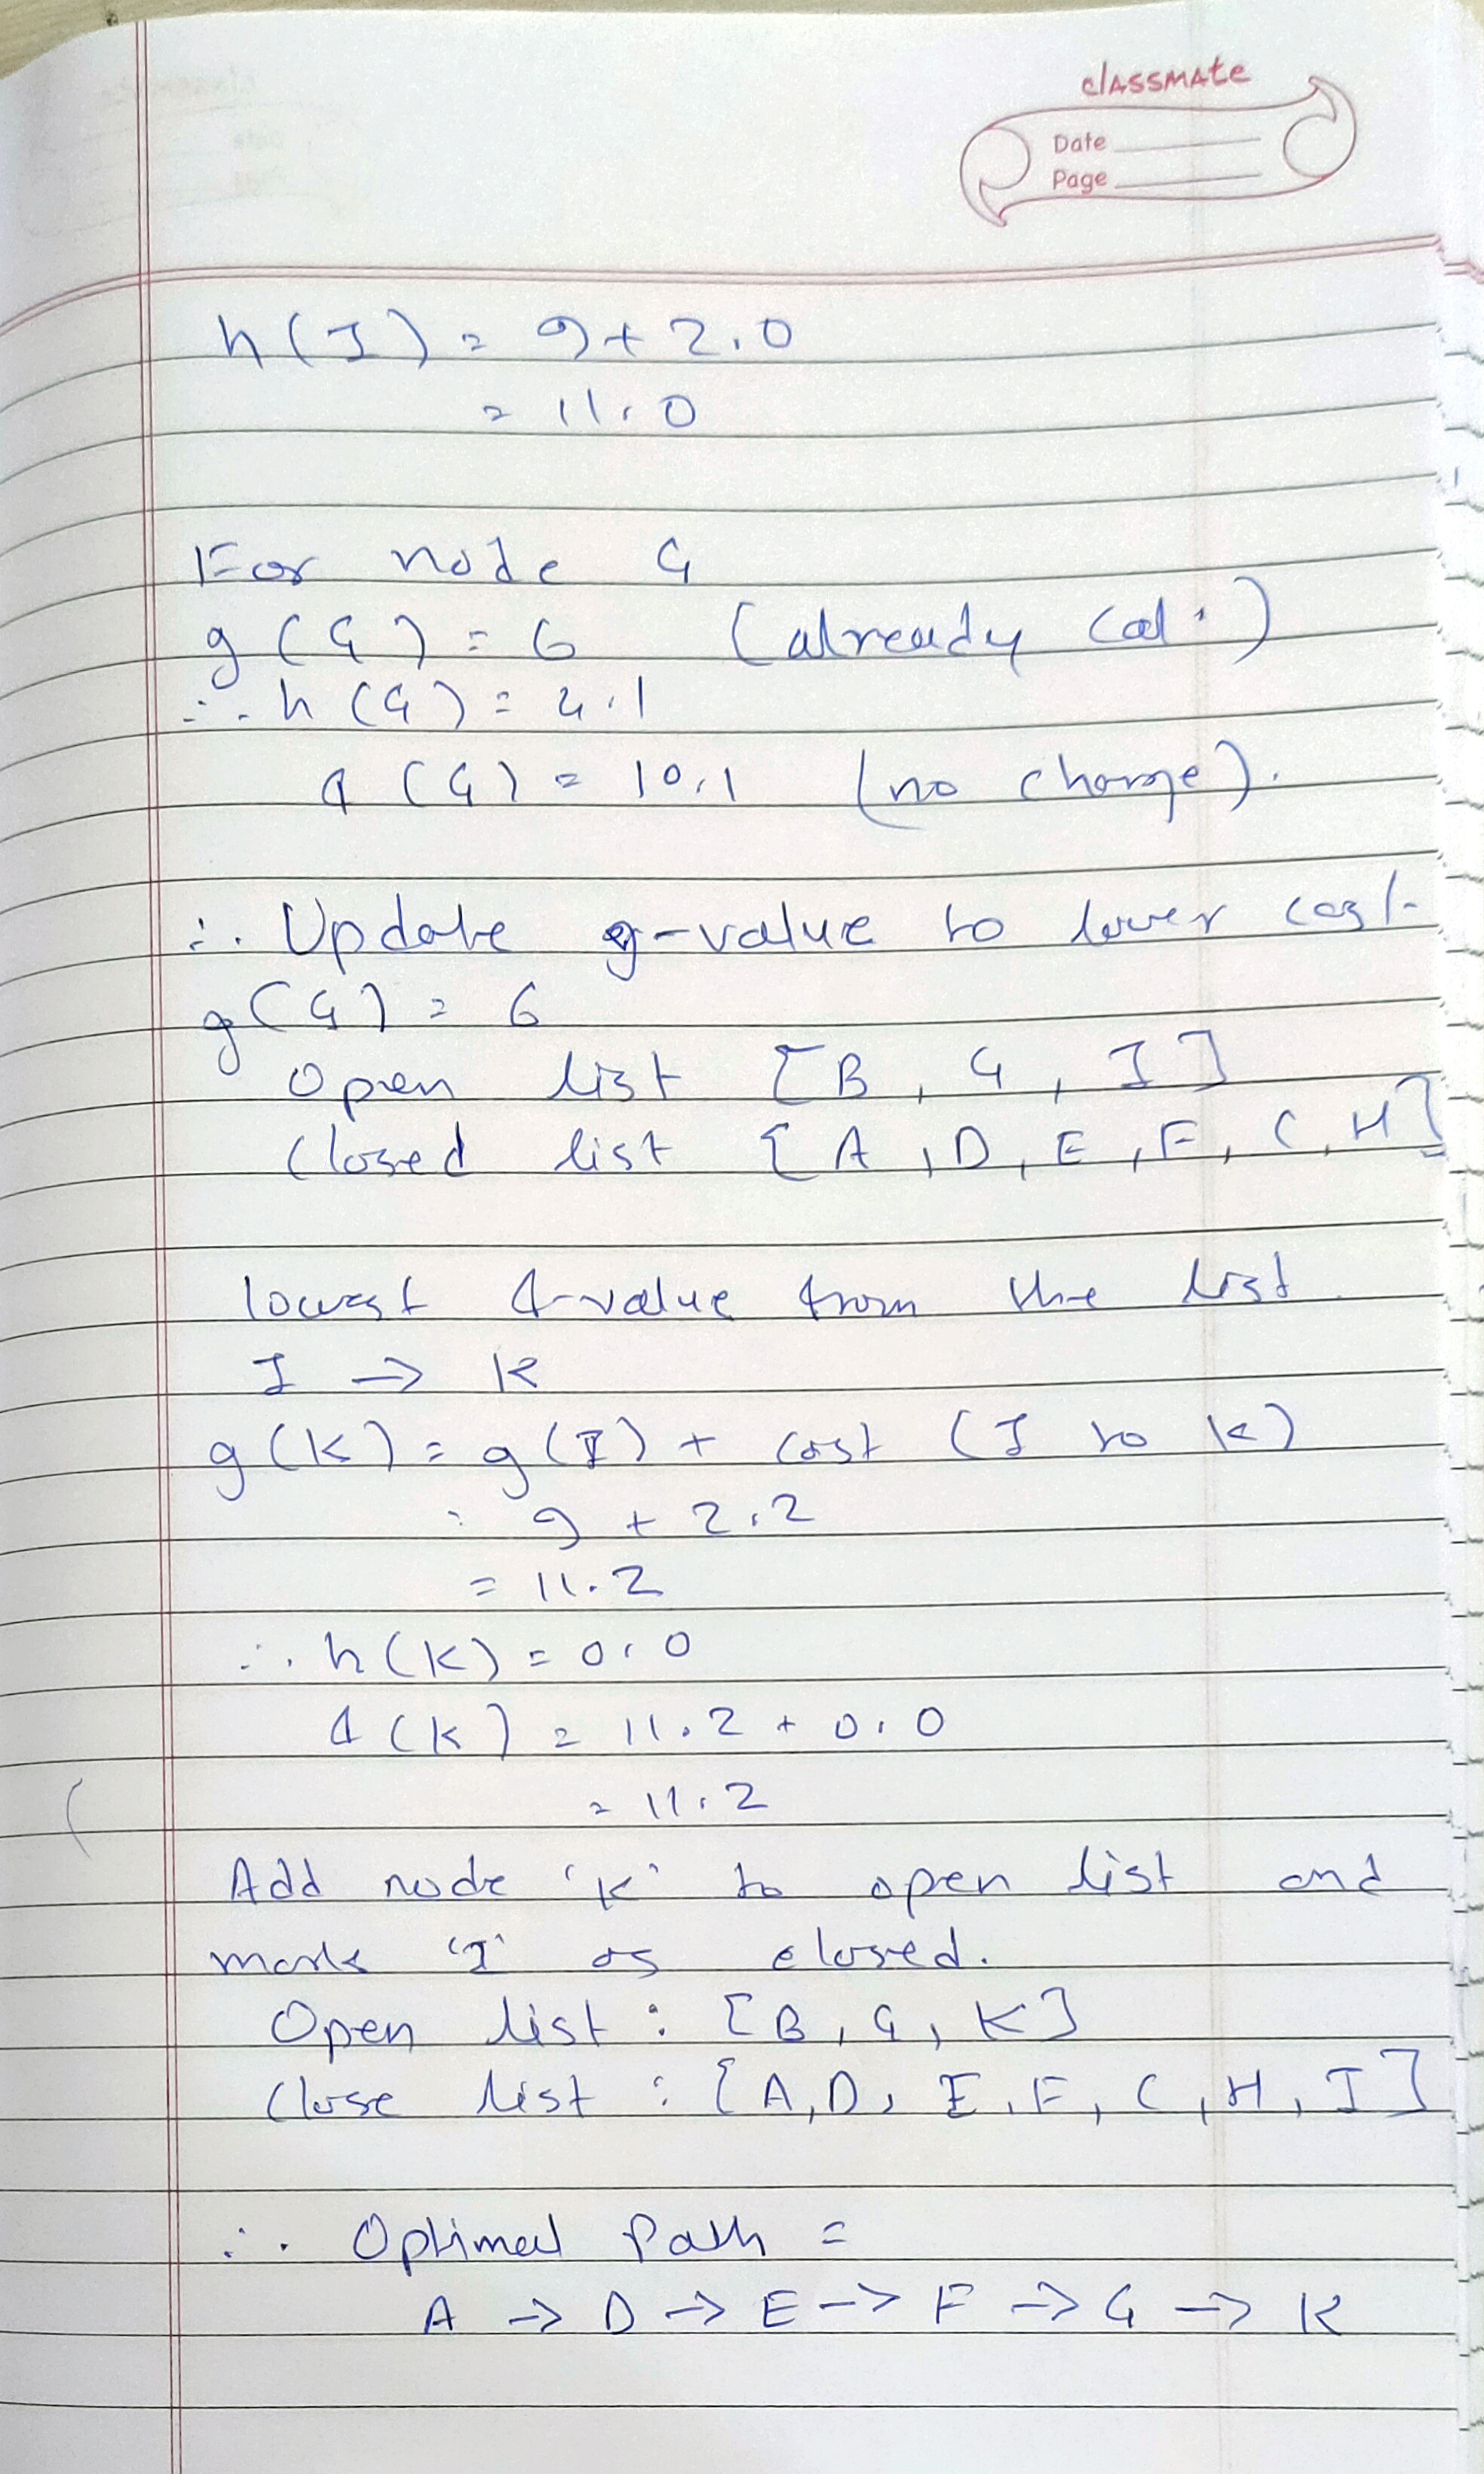 classmate
Date
Page
h(I) = 9+2.0
= 11.0
For node G
g(G) = 6 (already cal.)
∴ h(G) = 4.1
f(G) = 10.1 (no change).
∴ Update g-value to lower cost
g(G) = 6
Open list [B, G, I]
Closed list [A, D, E, F, C, H]
lowest f-value from the list
I → K
g(K) = g(I) + cost (I to K)
= 9 + 2.2
= 11.2
∴ h(K) = 0.0
f(K) = 11.2 + 0.0
= 11.2
Add node 'K' to open list and
mark 'I' as closed.
Open list : [B, G, K]
Close list : [A, D, E, F, C, H, I]
∴ Optimal Path =
A → D → E → F → G → K